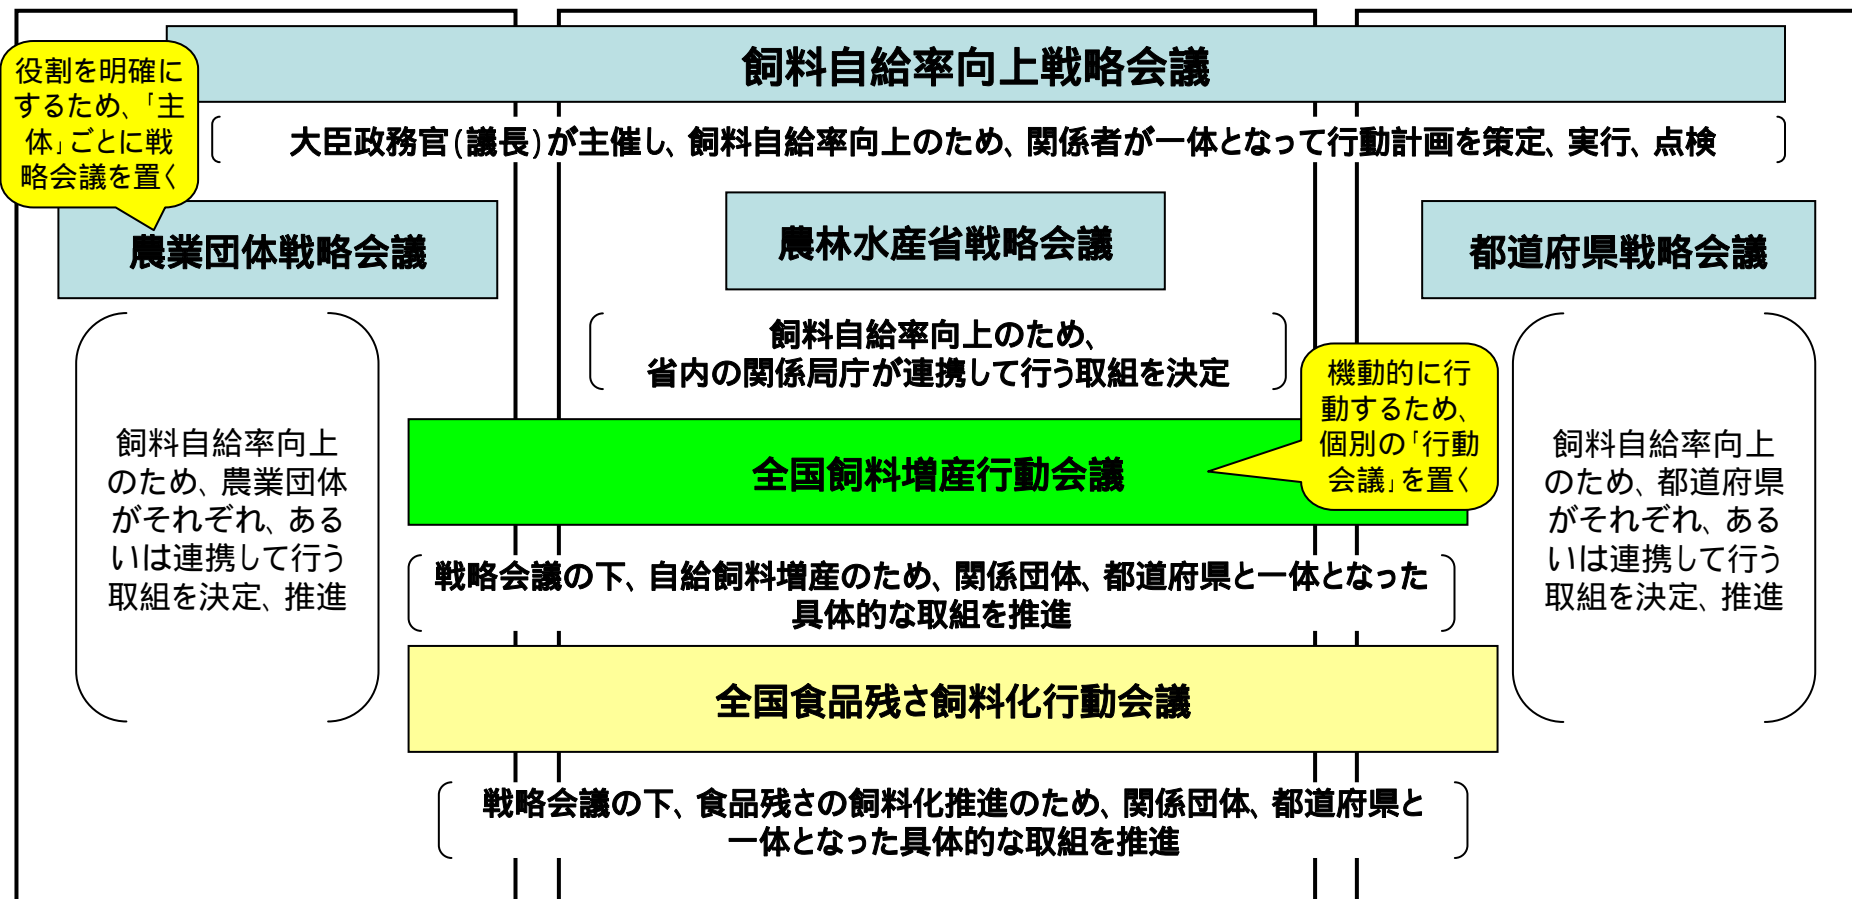 飼料自給率向上戦略会議
役割を明確に
するため、「主
体」ごとに戦
略会議を置く
大臣政務官(議長)が主催し、飼料自給率向上のため、関係者が一体となって行動計画を策定、実行、点検
農業団体戦略会議
農林水産省戦略会議
都道府県戦略会議
飼料自給率向上のため、
省内の関係局庁が連携して行う取組を決定
機動的に行
動するため、
個別の「行動
会議」を置く
飼料自給率向上
のため、農業団体
がそれぞれ、ある
いは連携して行う
取組を決定、推進
全国飼料増産行動会議
飼料自給率向上
のため、都道府県
がそれぞれ、ある
いは連携して行う
取組を決定、推進
戦略会議の下、自給飼料増産のため、関係団体、都道府県と一体となった
具体的な取組を推進
全国食品残さ飼料化行動会議
戦略会議の下、食品残さの飼料化推進のため、関係団体、都道府県と
一体となった具体的な取組を推進